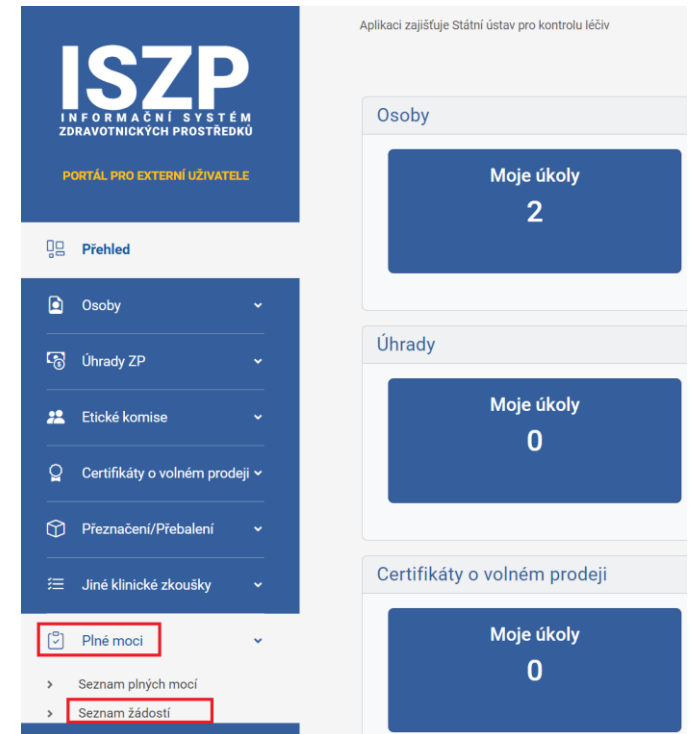 Aplikaci zajišťuje Státní ústav pro kontrolu léčiv
ISZP
INFORMAČNÍ SYSTÉM
ZDRAVOTNICKÝCH PROSTŘEDKŮ
PORTÁL PRO EXTERNÍ UŽIVATELE
Přehled
Osoby
Úhrady ZP
Etické komise
Certifikáty o volném prodeji
Přeznačení/Přebalení
Jiné klinické zkoušky
Plné moci
Seznam plných mocí
Seznam žádostí
Osoby
Moje úkoly
2
Úhrady
Moje úkoly
0
Certifikáty o volném prodeji
Moje úkoly
0